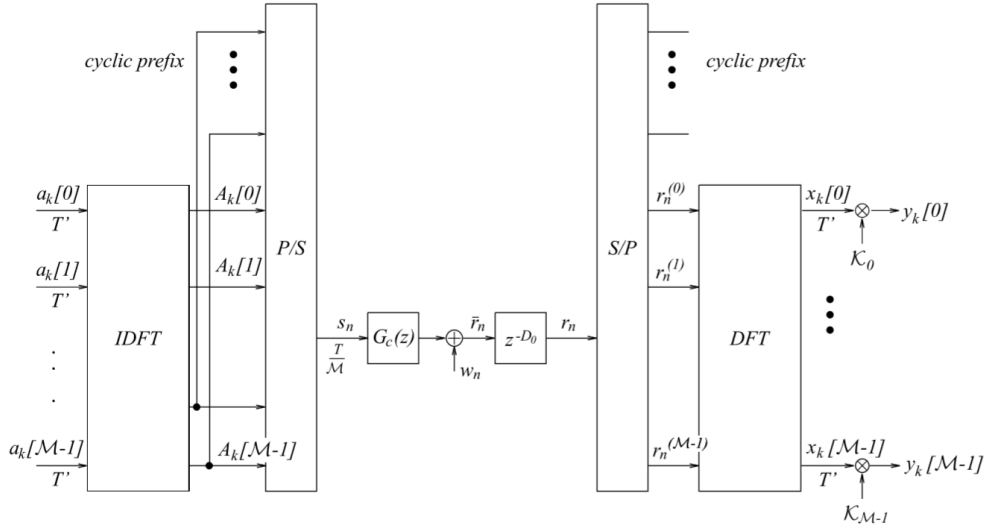 cyclic prefix
cyclic prefix
a_k[0]
T'
A_k[0]
r_n^(0)
x_k[0]
T'
y_k[0]
K_0
P/S
S/P
a_k[1]
T'
A_k[1]
r_n^(1)
IDFT
s_n
T/M
G_c(z)
w_n
r̄_n
z^-D_0
r_n
DFT
a_k[M-1]
T'
A_k[M-1]
r_n^(M-1)
x_k[M-1]
T'
y_k[M-1]
K_M-1